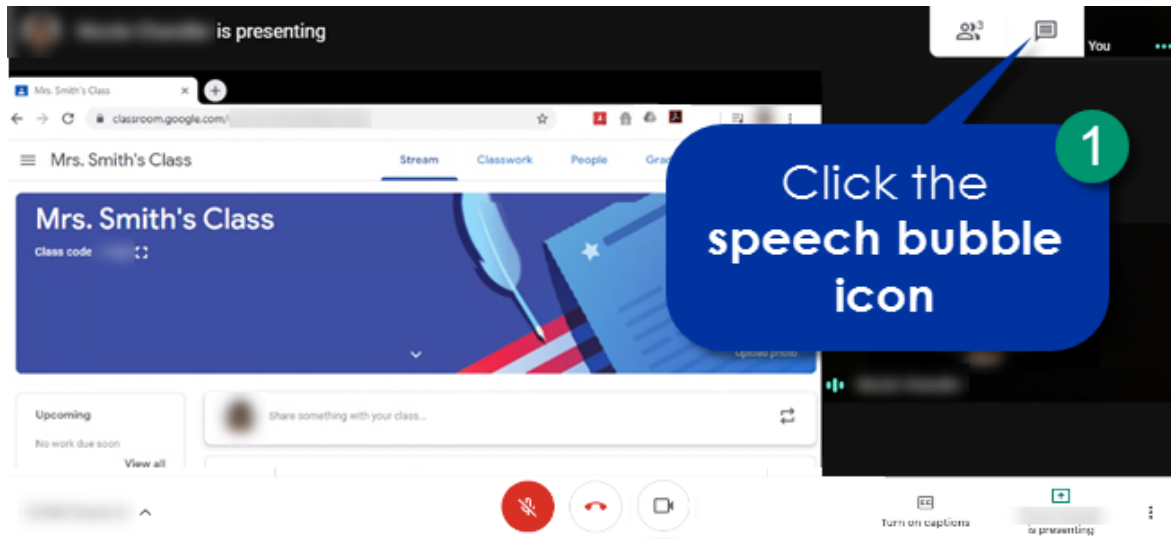 is presenting
3
You
Mrs. Smith's Class
classroom.google.com/
Mrs. Smith's Class
Stream
Classwork
People
1
Click the
speech bubble
icon
Mrs. Smith's Class
Class code
Upload photo
Upcoming
No work due soon
View all
Share something with your class...
CC
Turn on captions
is presenting